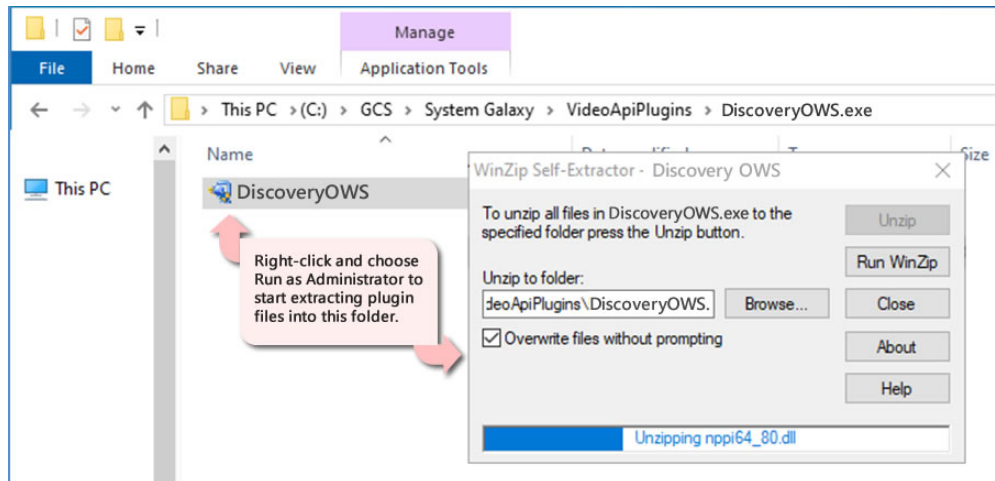 Manage
File Home Share View Application Tools
This PC > (C:) > GCS > System Galaxy > VideoApiPlugins > DiscoveryOWS.exe
Name Size
This PC
DiscoveryOWS
WinZip Self-Extractor - Discovery OWS
To unzip all files in DiscoveryOWS.exe to the
specified folder press the Unzip button.
Unzip
Run WinZip
Unzip to folder:
deoApiPlugins\DiscoveryOWS.
Browse...
Close
Overwrite files without prompting
About
Help
Unzipping nppi64_80.dll
Right-click and choose
Run as Administrator to
start extracting plugin
files into this folder.